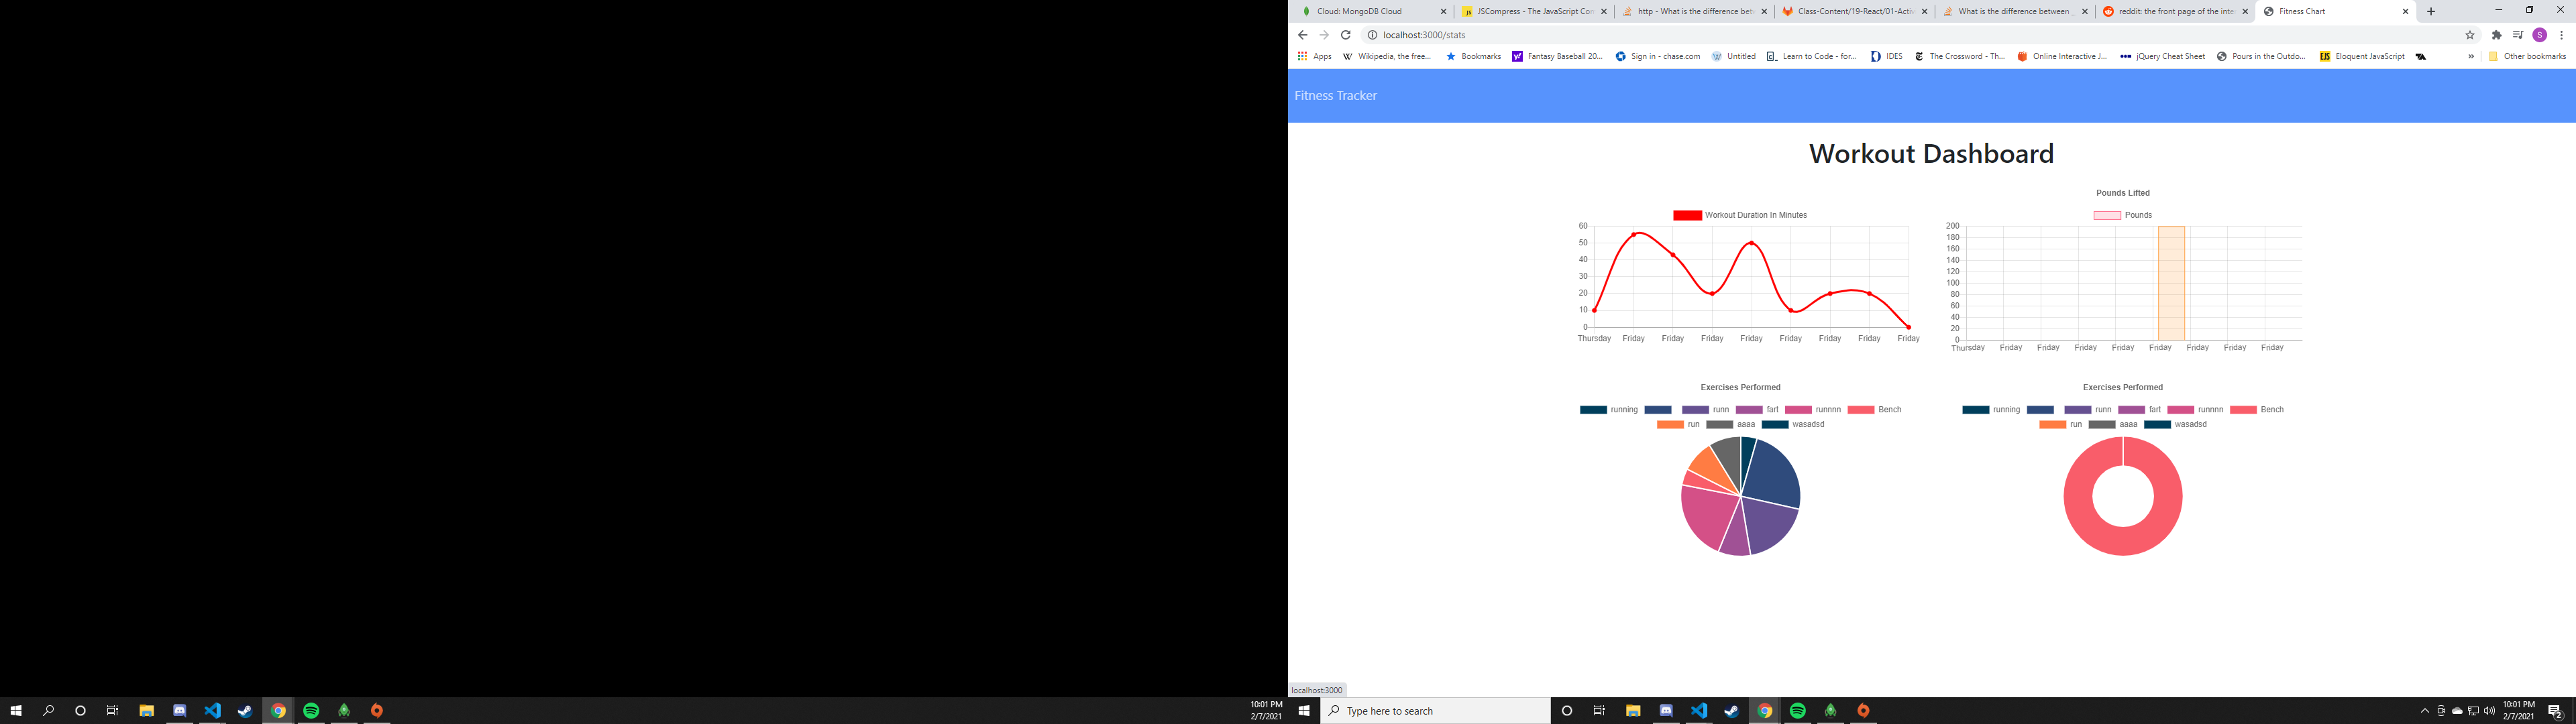 Cloud: MongoDB Cloud
JSCompress - The JavaScript Con
http - What is the difference bet
Class-Content/19-React/01-Activ
What is the difference between
reddit: the front page of the inte
Fitness Chart
localhost:3000/stats
Apps
Wikipedia, the free...
Bookmarks
Fantasy Baseball 20...
Sign in - chase.com
Untitled
Learn to Code - for...
IDES
The Crossword - Th...
Online Interactive J...
jQuery Cheat Sheet
Pours in the Outdo...
Eloquent JavaScript
»
Other bookmarks
Fitness Tracker
Workout Dashboard
Workout Duration In Minutes
60
50
40
30
20
10
0
Thursday Friday Friday Friday Friday Friday Friday Friday Friday
Pounds Lifted
Pounds
200
180
160
140
120
100
80
60
40
20
0
Thursday Friday Friday Friday Friday Friday Friday Friday Friday
Exercises Performed
running runn fart runnnn Bench
run aaaa wasadsd
Exercises Performed
running runn fart runnnn Bench
run aaaa wasadsd
localhost:3000
10:01 PM
2/7/2021
Type here to search
10:01 PM
2/7/2021
2